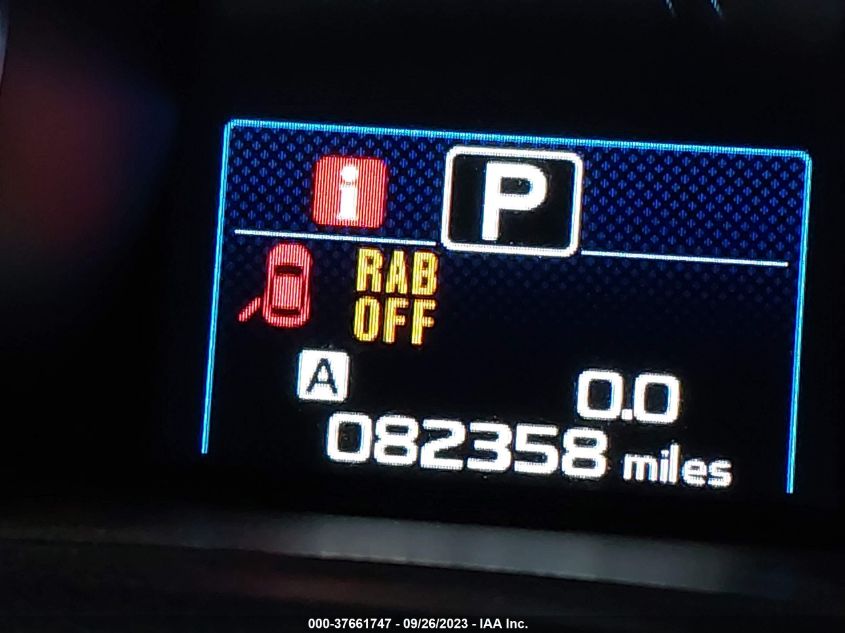 i P
RAB
OFF
A 0.0
082358 miles
000-37661747 - 09/26/2023 - IAA Inc.